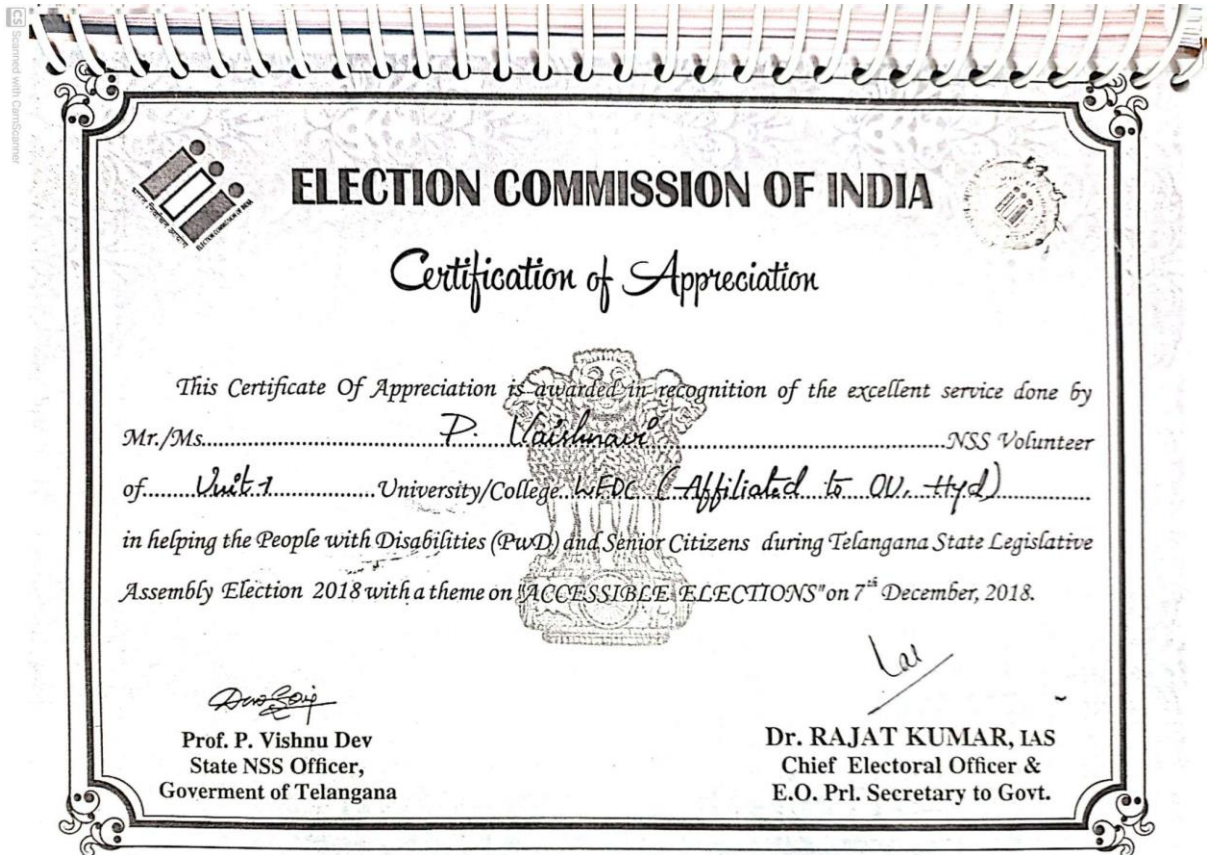 CS Scanned with CamScanner
ELECTION COMMISSION OF INDIA
Certification of Appreciation
This Certificate Of Appreciation is awarded in recognition of the excellent service done by
Mr./Ms. P. Vaishnavi NSS Volunteer
of Unit-1 University/College WFDC (Affiliated to OU, Hyd)
in helping the People with Disabilities (PwD) and Senior Citizens during Telangana State Legislative
Assembly Election 2018 with a theme on "ACCESSIBLE ELECTIONS" on 7th December, 2018.
Prof. P. Vishnu Dev
State NSS Officer,
Goverment of Telangana
Dr. RAJAT KUMAR, IAS
Chief Electoral Officer &
E.O. Prl. Secretary to Govt.